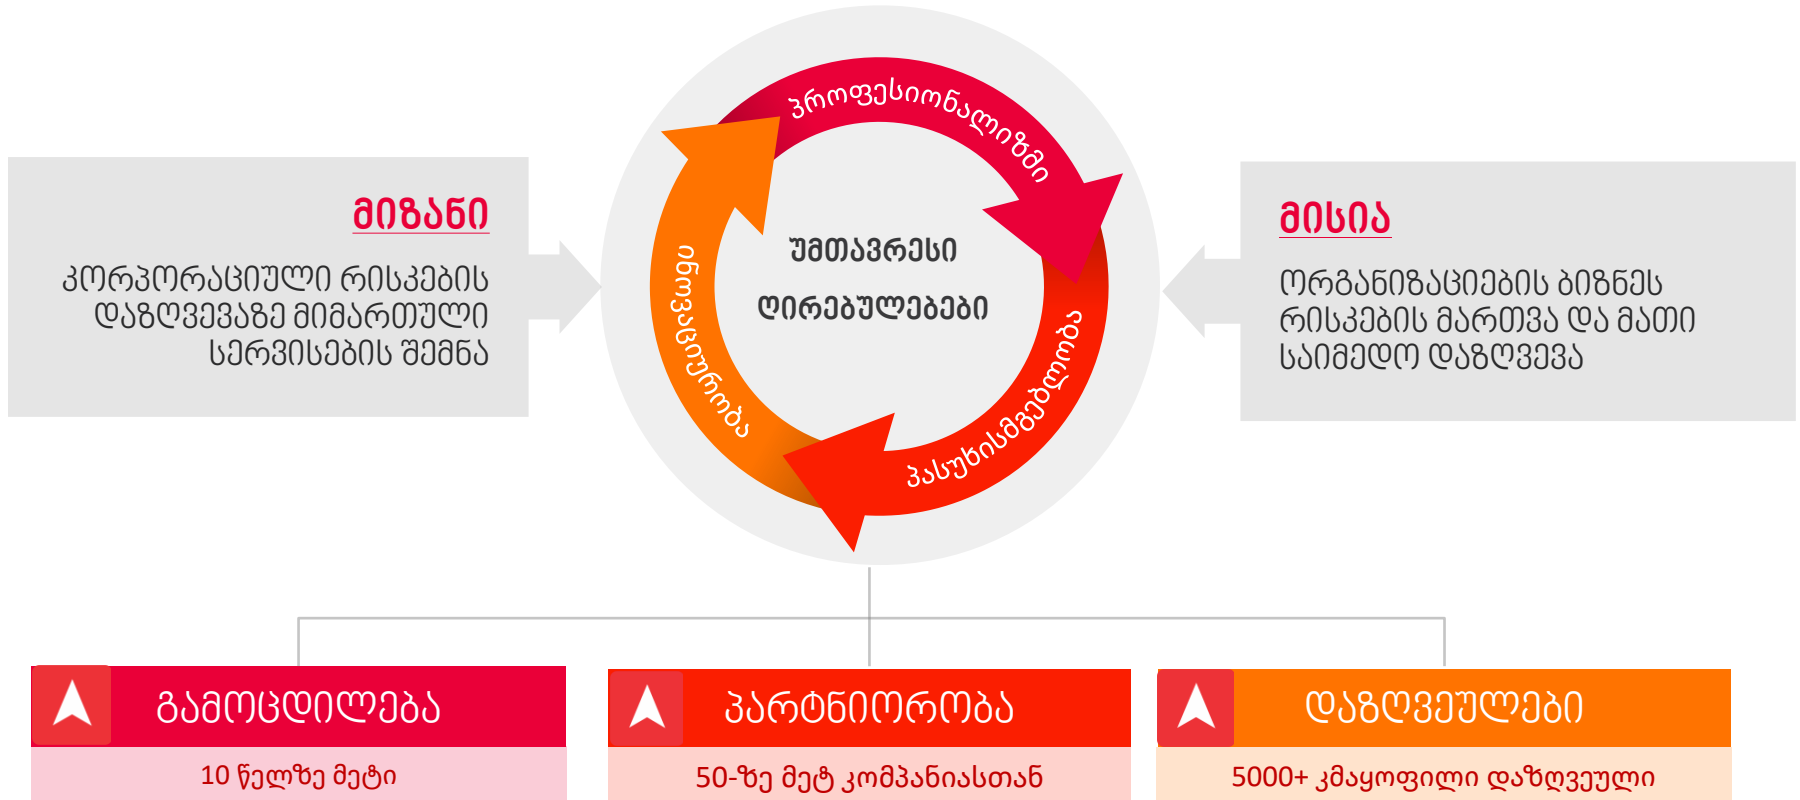 მიზანი
კორპორაციული რისკების
დაზღვევაზე მიმართული
სერვისების შემნა
პროფესიონალიზმი
უმთავრესი
ღირებულებები
ინოვაციურობა
პასუხისმგებლობა
მისია
ორგანიზაციების ბიზნეს
რისკების მართვა და მათი
საიმედო დაზღვევა
გამოცდილება
10 წელზე მეტი
პარტნიორობა
50-ზე მეტ კომპანიასთან
დაზღვეულები
5000+ კმაყოფილი დაზღვეული